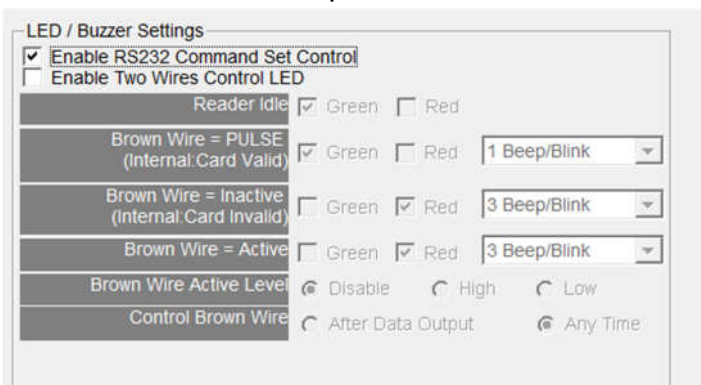 LED / Buzzer Settings
Enable RS232 Command Set Control
Enable Two Wires Control LED
Reader Idle Green Red
Brown Wire = PULSE
(Internal:Card Valid) Green Red 1 Beep/Blink
Brown Wire = Inactive
(Internal:Card Invalid) Green Red 3 Beep/Blink
Brown Wire = Active Green Red 3 Beep/Blink
Brown Wire Active Level Disable High Low
Control Brown Wire After Data Output Any Time